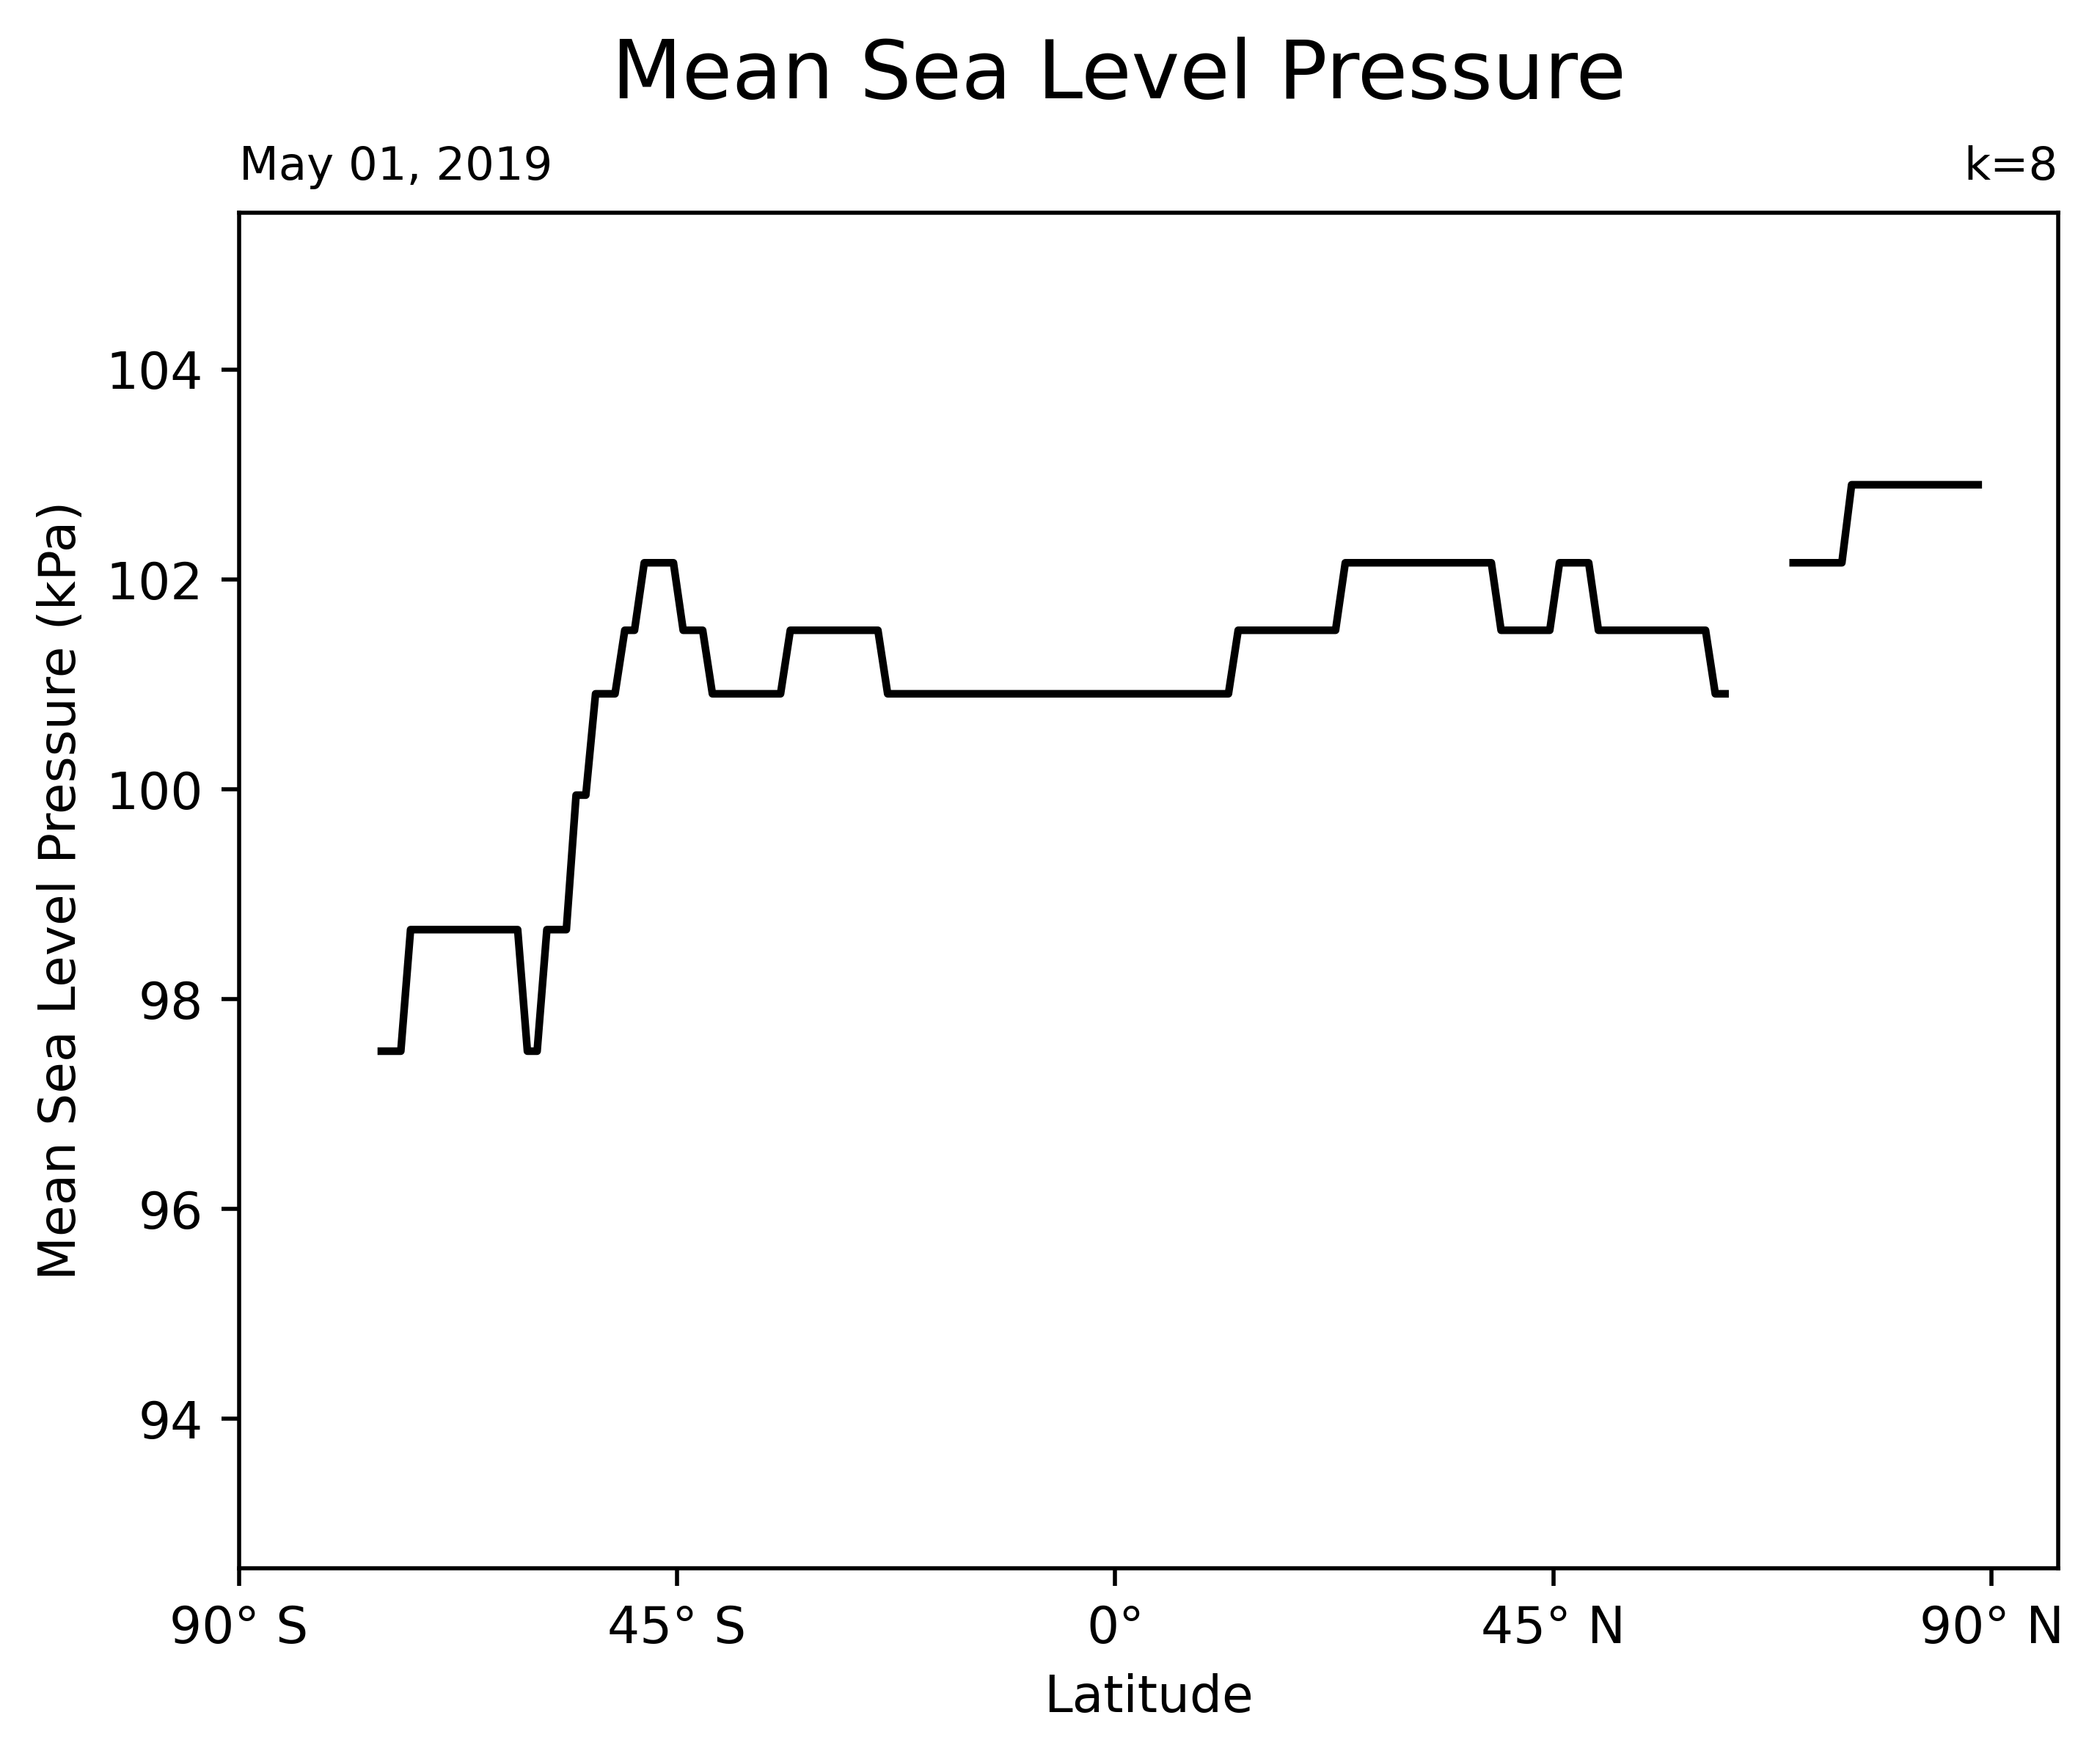 Mean Sea Level Pressure
May 01, 2019
k=8
Mean Sea Level Pressure (kPa)
104
102
100
98
96
94
90° S
45° S
0°
45° N
90° N
Latitude